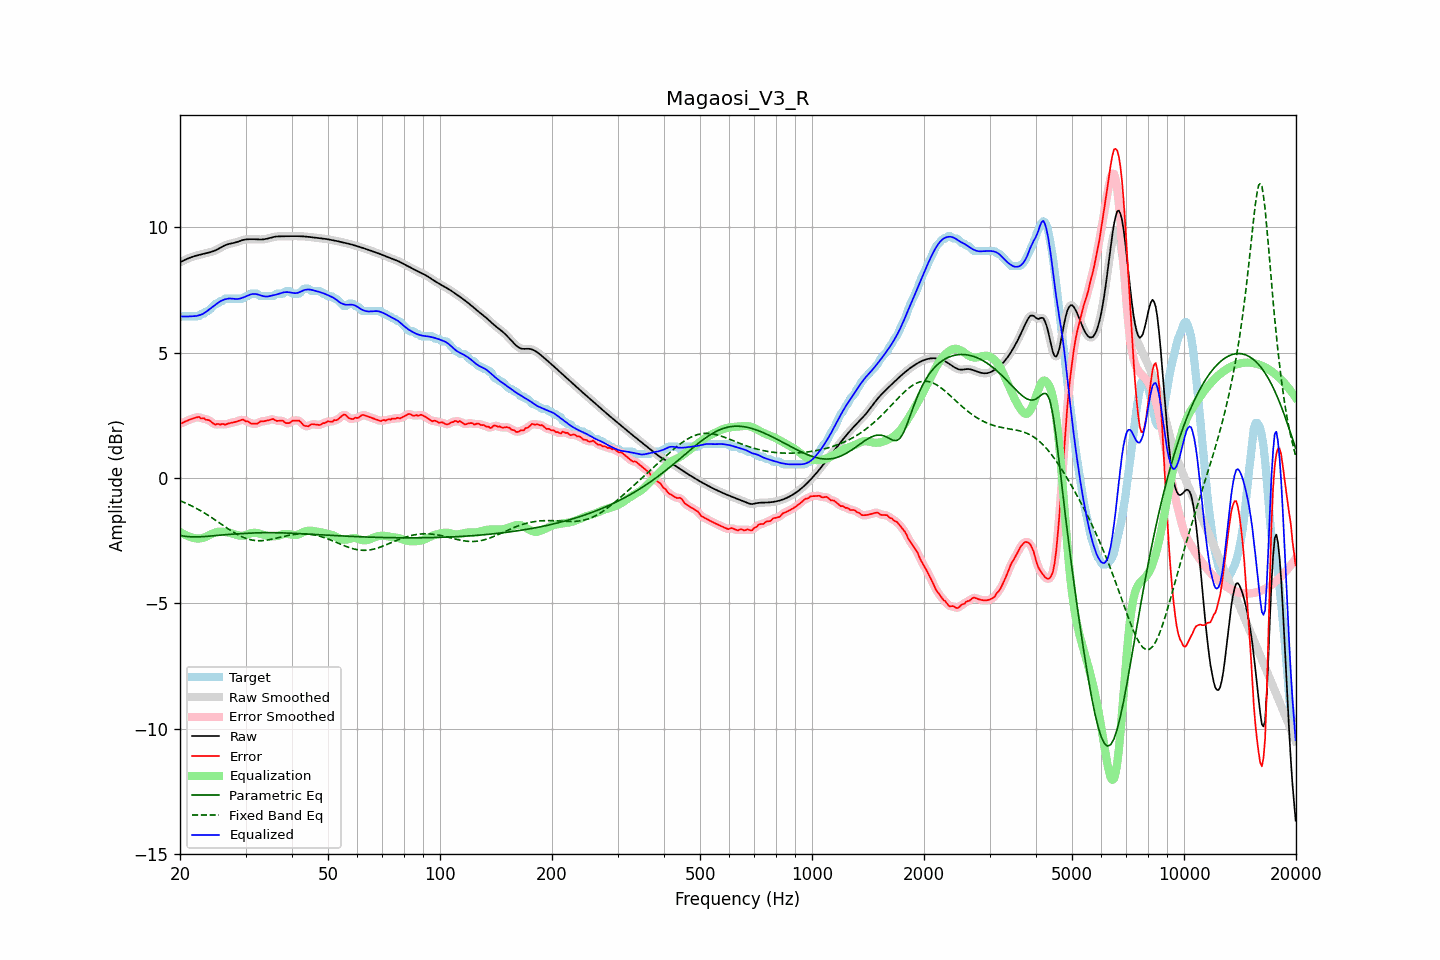 Magaosi_V3_R
Amplitude (dBr)
10
5
0
−5
−10
−15
Target
Raw Smoothed
Error Smoothed
Raw
Error
Equalization
Parametric Eq
Fixed Band Eq
Equalized
20 50 100 200 500 1000 2000 5000 10000 20000
Frequency (Hz)